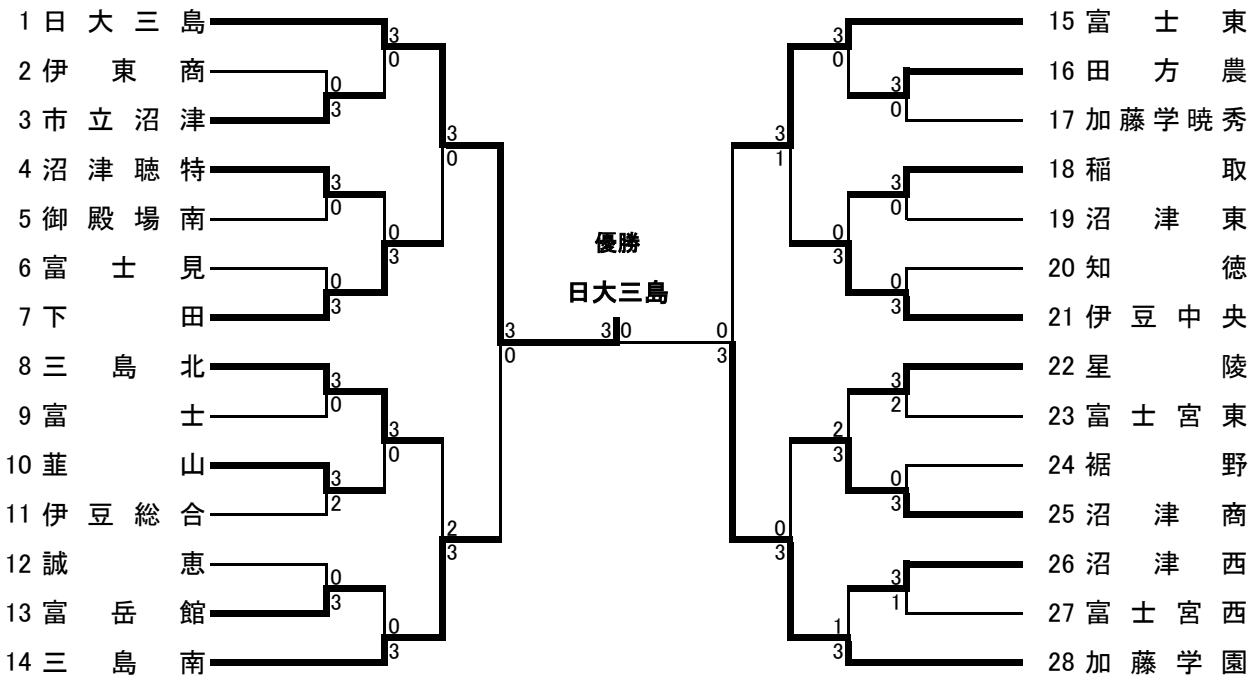 1 日大三島
2 伊東商
3 市立沼津
4 沼津聴特
5 御殿場南
6 富士見
7 下田
8 三島北
9 富士
10 韮山
11 伊豆総合
12 誠恵
13 富岳館
14 三島南
3
0
0
3
3
0
3
0
0
3
0
3
3
0
3
0
3
2
2
3
0
3
0
3
3
0
優勝
日大三島
3 0
0
3
3
1
3
0
3
0
3
0
0
3
0
3
3
2
2
3
0
3
0
3
3
1
1
3
15 富士東
16 田方農
17 加藤学暁秀
18 稲取
19 沼津東
20 知徳
21 伊豆中央
22 星陵
23 富士宮東
24 裾野
25 沼津商
26 沼津西
27 富士宮西
28 加藤学園